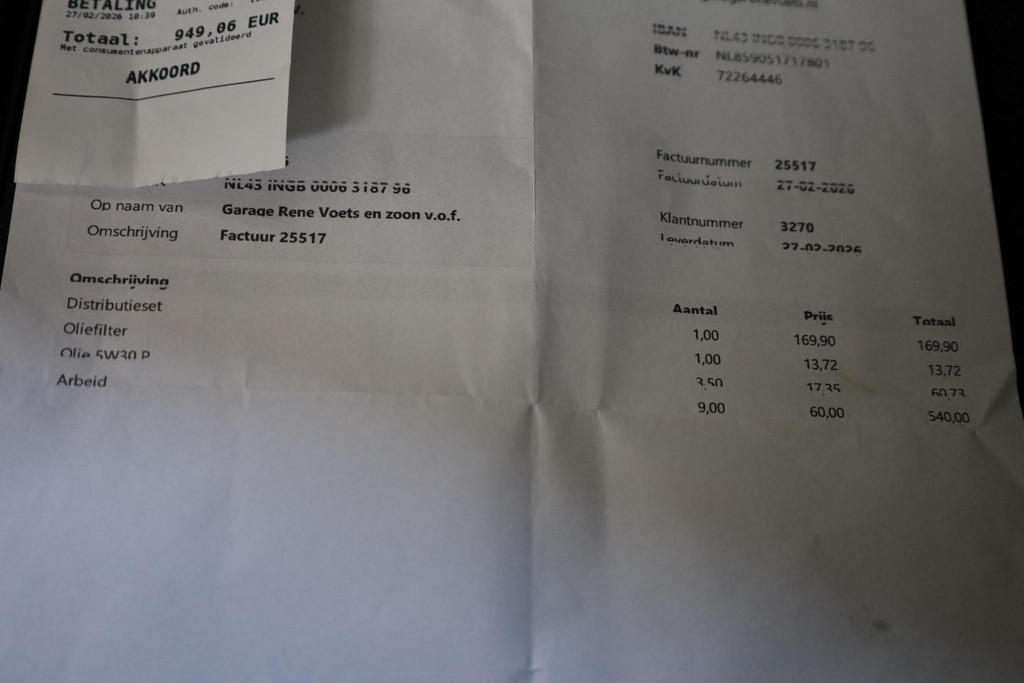 BETALING
27/02/2026 10:39 Auth. code:
Totaal: 949,06 EUR
Met consumentenapparaat gevalideerd
AKKOORD
IBAN NL43 INGB 0006 3187 96
Btw-nr NL859051717B01
KvK 72264446
Factuurnummer 25517
Factuurdatum 27-02-2026
NL43 INGB 0006 3187 96
Op naam van Garage Rene Voets en zoon v.o.f.
Klantnummer 3270
Omschrijving Factuur 25517
Leverdatum 27-02-2026
Omschrijving Aantal Prijs Totaal
Distributieset 1,00 169,90 169,90
Oliefilter 1,00 13,72 13,72
Olie 5W30 P 3,50 17,35 60,73
Arbeid 9,00 60,00 540,00